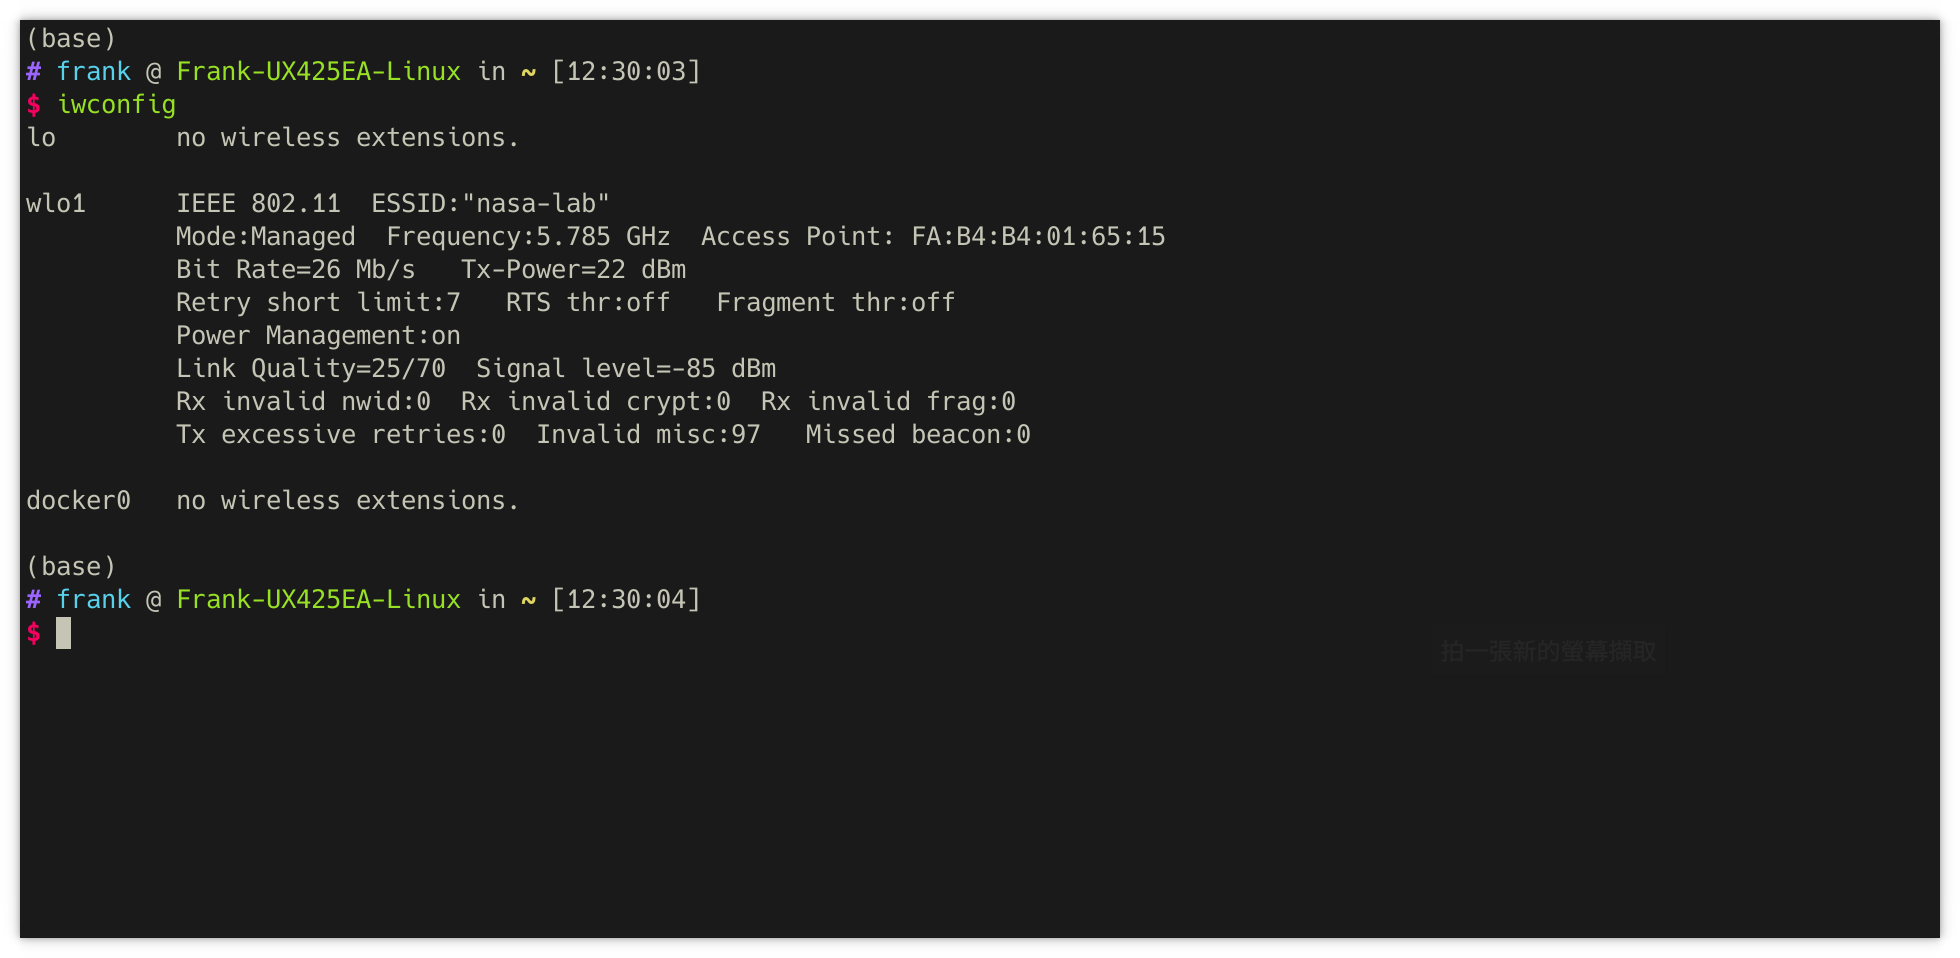 (base)
# frank @ Frank-UX425EA-Linux in ~ [12:30:03]
$ iwconfig
lo        no wireless extensions.
wlo1      IEEE 802.11  ESSID:"nasa-lab"
          Mode:Managed  Frequency:5.785 GHz  Access Point: FA:B4:B4:01:65:15
          Bit Rate=26 Mb/s   Tx-Power=22 dBm
          Retry short limit:7   RTS thr:off   Fragment thr:off
          Power Management:on
          Link Quality=25/70  Signal level=-85 dBm
          Rx invalid nwid:0  Rx invalid crypt:0  Rx invalid frag:0
          Tx excessive retries:0  Invalid misc:97   Missed beacon:0
docker0   no wireless extensions.
(base)
# frank @ Frank-UX425EA-Linux in ~ [12:30:04]
$
拍一張新的螢幕擷取